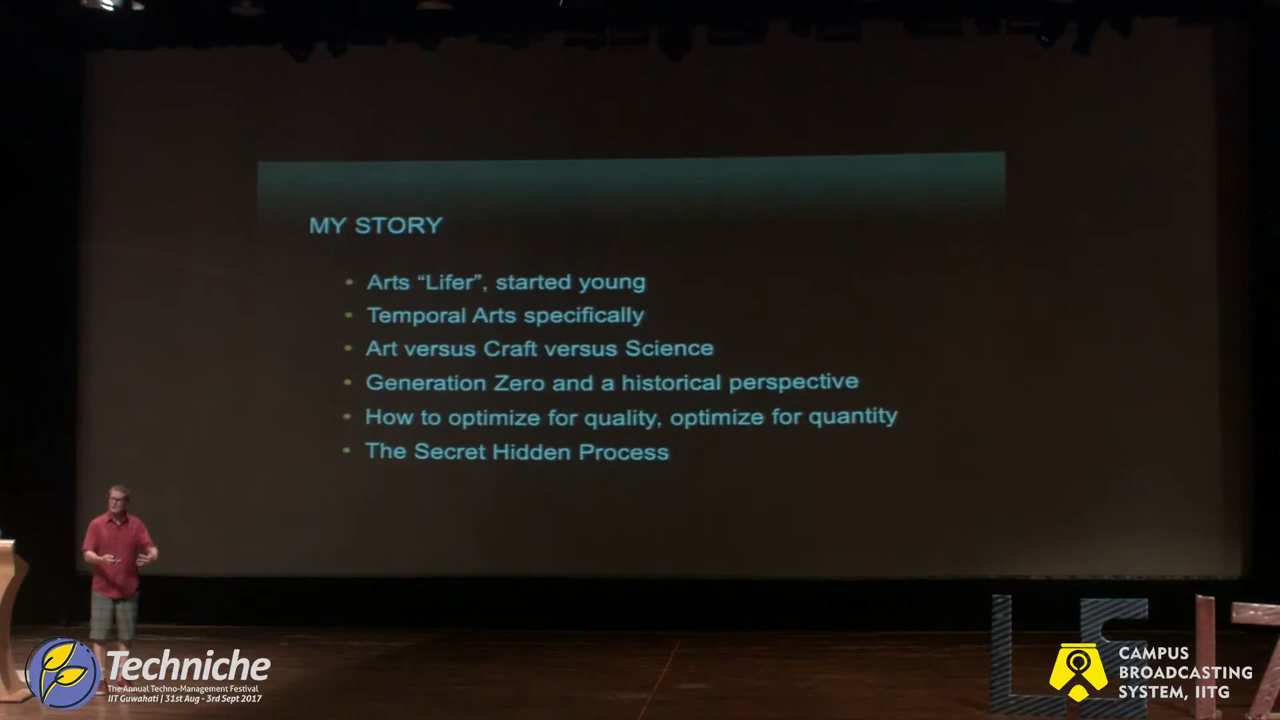 MY STORY
• Arts “Lifer”, started young
• Temporal Arts specifically
• Art versus Craft versus Science
• Generation Zero and a historical perspective
• How to optimize for quality, optimize for quantity
• The Secret Hidden Process
Techniche
The Annual Techno-Management Festival
IIT Guwahati | 31st Aug - 3rd Sept 2017
CAMPUS
BROADCASTING
SYSTEM, IITG